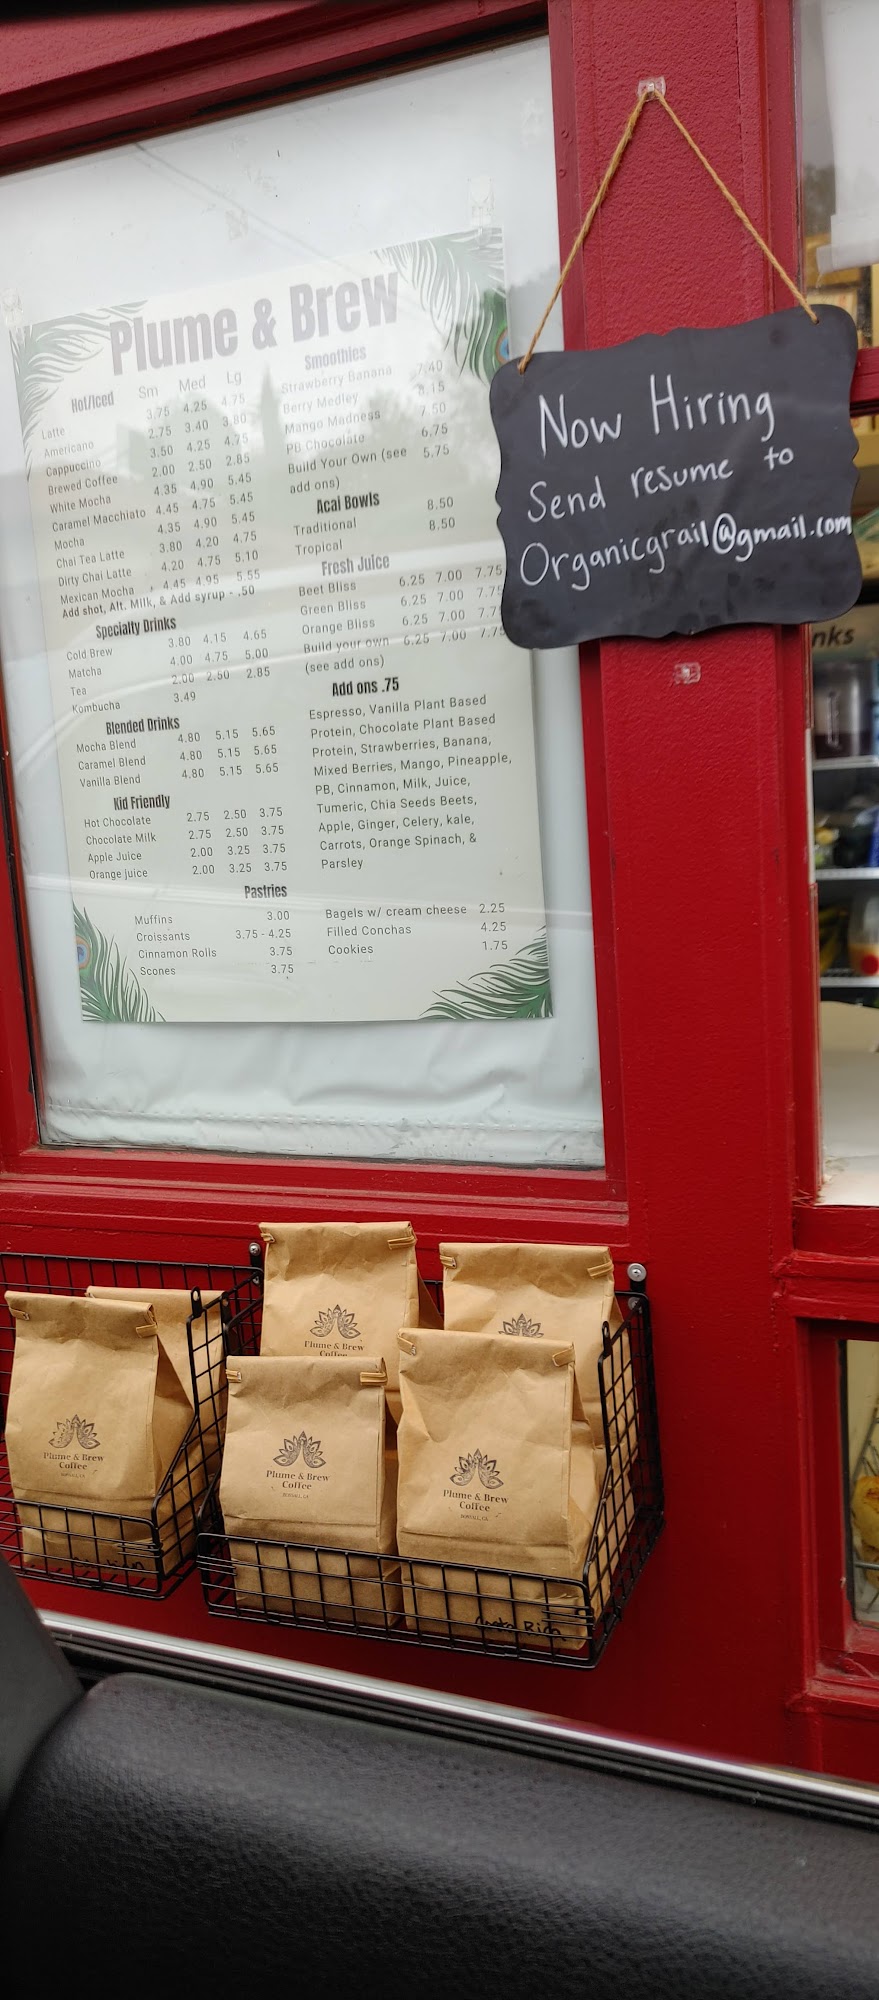 Plume & Brew
Hot/Iced Sm Med Lg
Latte 3.75 4.25 4.75
Americano 2.75 3.40 3.80
Cappuccino 3.50 4.25 4.75
Brewed Coffee 2.00 2.50 2.85
White Mocha 4.35 4.90 5.45
Caramel Macchiato 4.45 4.75 5.45
Mocha 4.35 4.90 5.45
Chai Tea Latte 3.80 4.20 4.75
Dirty Chai Latte 4.20 4.75 5.10
Mexican Mocha 4.45 4.95 5.55
Add shot, Alt. Milk, & Add syrup - .50
Specialty Drinks
Cold Brew 3.80 4.15 4.65
Matcha 4.00 4.75 5.00
Tea 2.00 2.50 2.85
Kombucha 3.49
Blended Drinks
Mocha Blend 4.80 5.15 5.65
Caramel Blend 4.80 5.15 5.65
Vanilla Blend 4.80 5.15 5.65
Kid Friendly
Hot Chocolate 2.75 2.50 3.75
Chocolate Milk 2.75 2.50 3.75
Apple Juice 2.00 3.25 3.75
Orange juice 2.00 3.25 3.75
Smoothies
Strawberry Banana 7.40
Berry Medley 8.15
Mango Madness 7.50
PB Chocolate 6.75
Build Your Own (see 5.75
add ons)
Acai Bowls
Traditional 8.50
Tropical 8.50
Fresh Juice
Beet Bliss 6.25 7.00 7.75
Green Bliss 6.25 7.00 7.75
Orange Bliss 6.25 7.00 7.75
Build your own 6.25 7.00 7.75
(see add ons)
Add ons .75
Espresso, Vanilla Plant Based
Protein, Chocolate Plant Based
Protein, Strawberries, Banana,
Mixed Berries, Mango, Pineapple,
PB, Cinnamon, Milk, Juice,
Tumeric, Chia Seeds Beets,
Apple, Ginger, Celery, kale,
Carrots, Orange Spinach, &
Parsley
Pastries
Muffins 3.00
Croissants 3.75 - 4.25
Cinnamon Rolls 3.75
Scones 3.75
Bagels w/ cream cheese 2.25
Filled Conchas 4.25
Cookies 1.75
Now Hiring
Send resume to
Organicgrail@gmail.com
nks
Plume & Brew
Coffee
Plume & Brew
Coffee
BONSALL, CA
Plume & Brew
Coffee
BONSALL, CA
Plume & Brew
Coffee
BONSALL, CA
Costa Rica